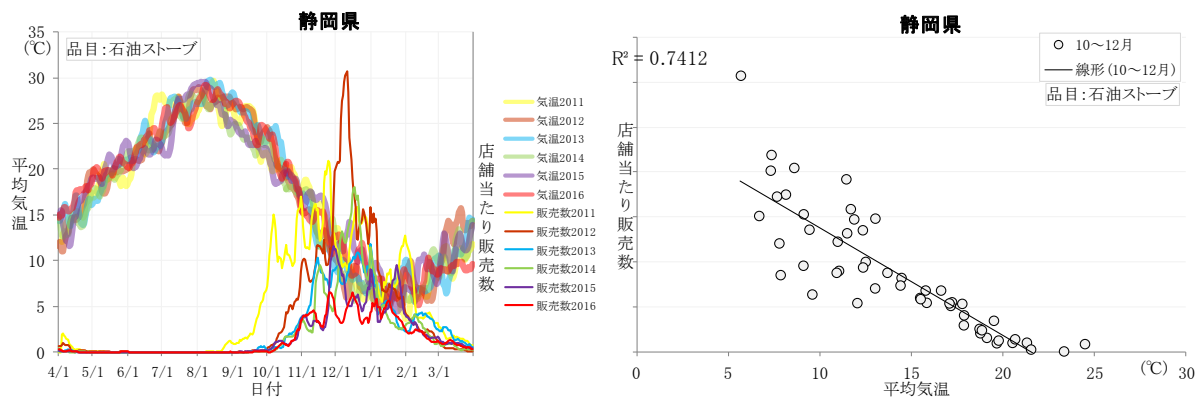 静岡県
35
(℃)
品目：石油ストーブ
30
25
20
15
10
5
0
平均気温
4/1 5/1 6/1 7/1 8/1 9/1 10/1 11/1 12/1 1/1 2/1 3/1
日付
店舗当たり販売数
気温2011
気温2012
気温2013
気温2014
気温2015
気温2016
販売数2011
販売数2012
販売数2013
販売数2014
販売数2015
販売数2016
静岡県
R² = 0.7412
10～12月
線形 (10～12月)
品目：石油ストーブ
店舗当たり販売数
0 5 10 15 20 25 30
(℃)
平均気温